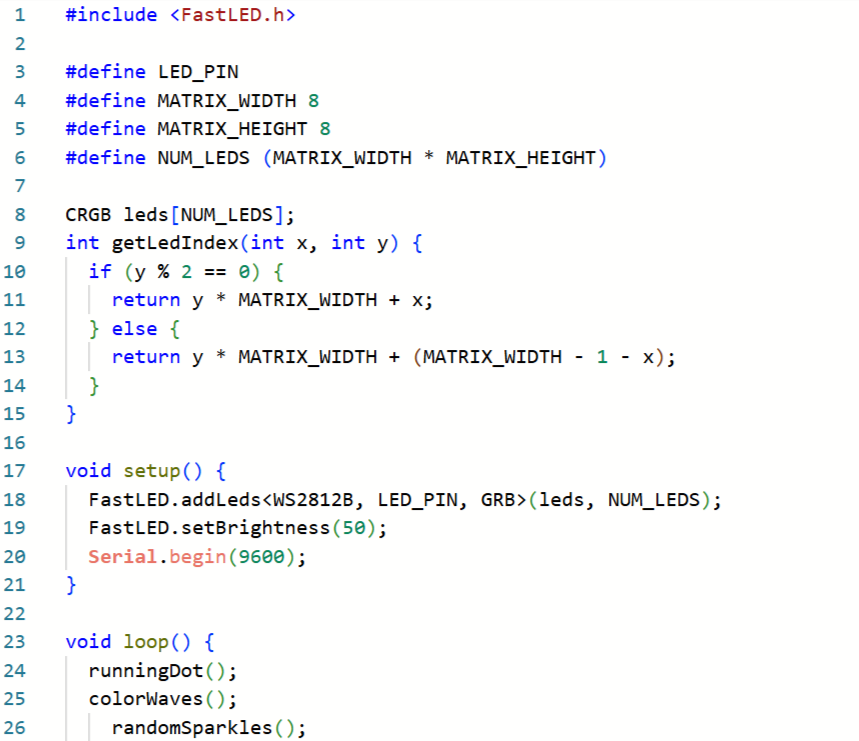 1 #include <FastLED.h>
2
3 #define LED_PIN
4 #define MATRIX_WIDTH 8
5 #define MATRIX_HEIGHT 8
6 #define NUM_LEDS (MATRIX_WIDTH * MATRIX_HEIGHT)
7
8 CRGB leds[NUM_LEDS];
9 int getLedIndex(int x, int y) {
10   if (y % 2 == 0) {
11     return y * MATRIX_WIDTH + x;
12   } else {
13     return y * MATRIX_WIDTH + (MATRIX_WIDTH - 1 - x);
14   }
15 }
16
17 void setup() {
18   FastLED.addLeds<WS2812B, LED_PIN, GRB>(leds, NUM_LEDS);
19   FastLED.setBrightness(50);
20   Serial.begin(9600);
21 }
22
23 void loop() {
24   runningDot();
25   colorWaves();
26     randomSparkles();